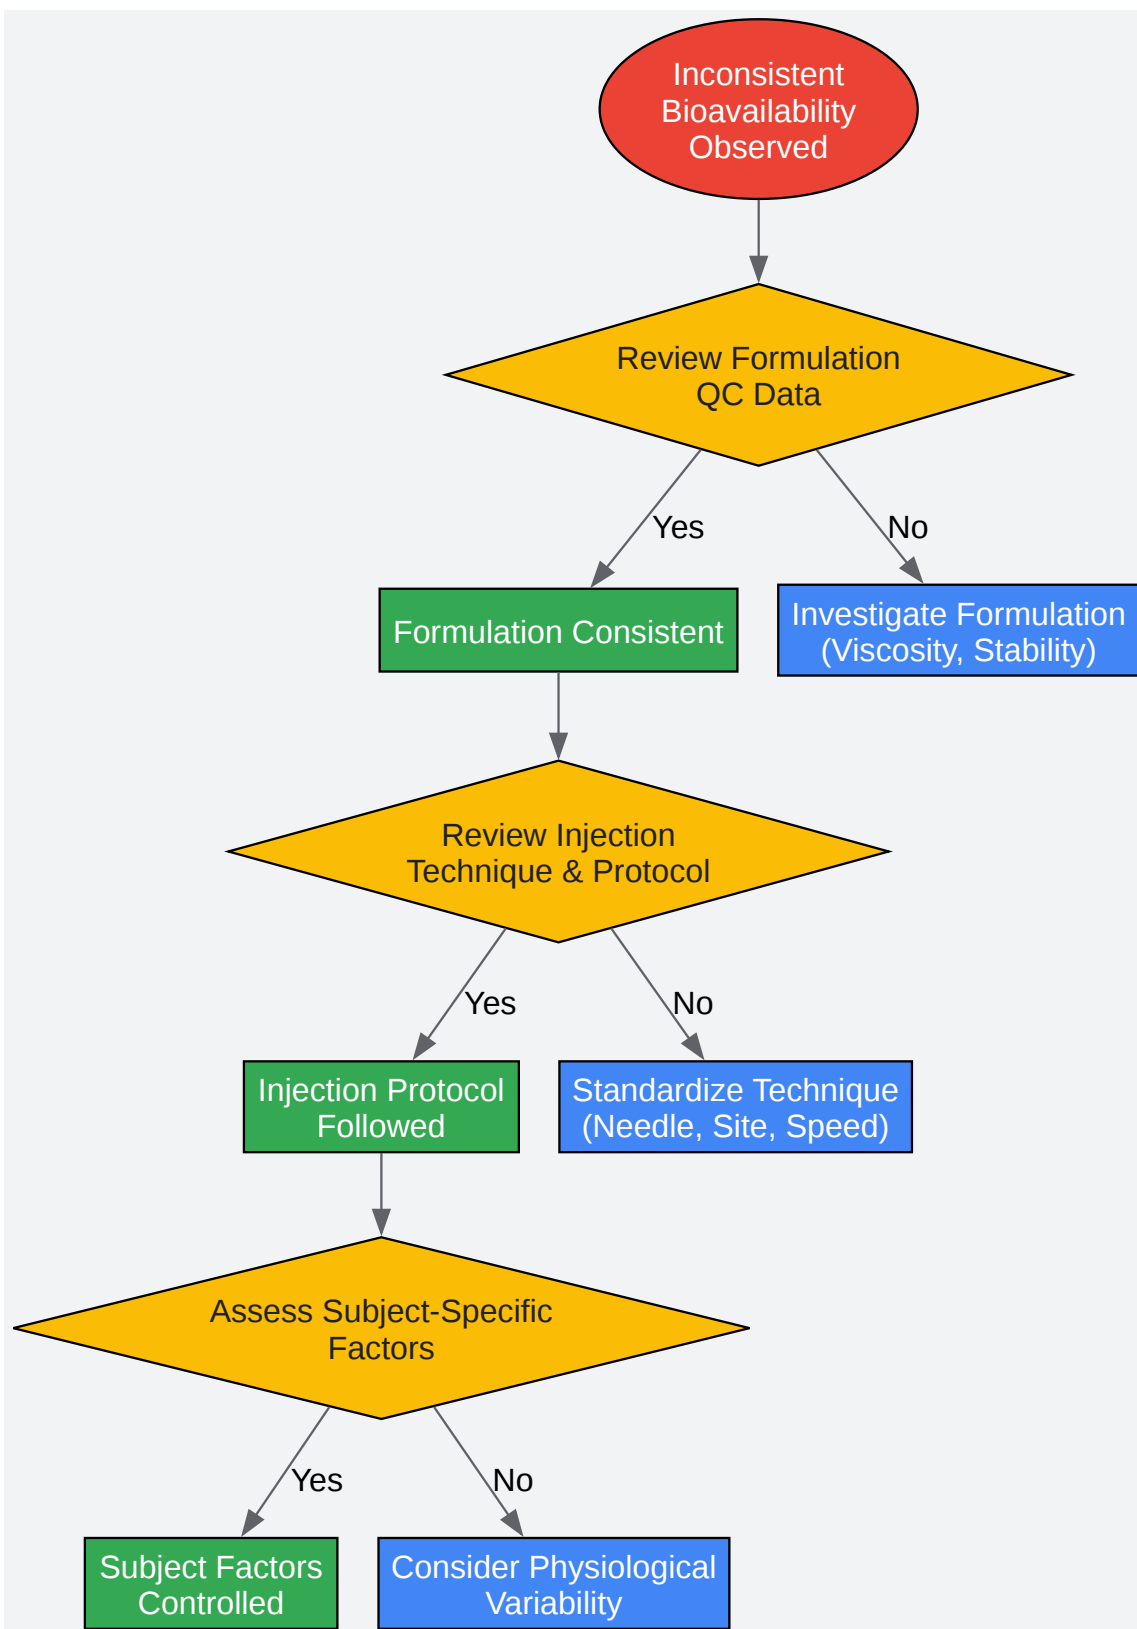 Inconsistent
Bioavailability
Observed
Review Formulation
QC Data
Yes
No
Formulation Consistent
Investigate Formulation
(Viscosity, Stability)
Review Injection
Technique & Protocol
Yes
No
Injection Protocol
Followed
Standardize Technique
(Needle, Site, Speed)
Assess Subject-Specific
Factors
Yes
No
Subject Factors
Controlled
Consider Physiological
Variability